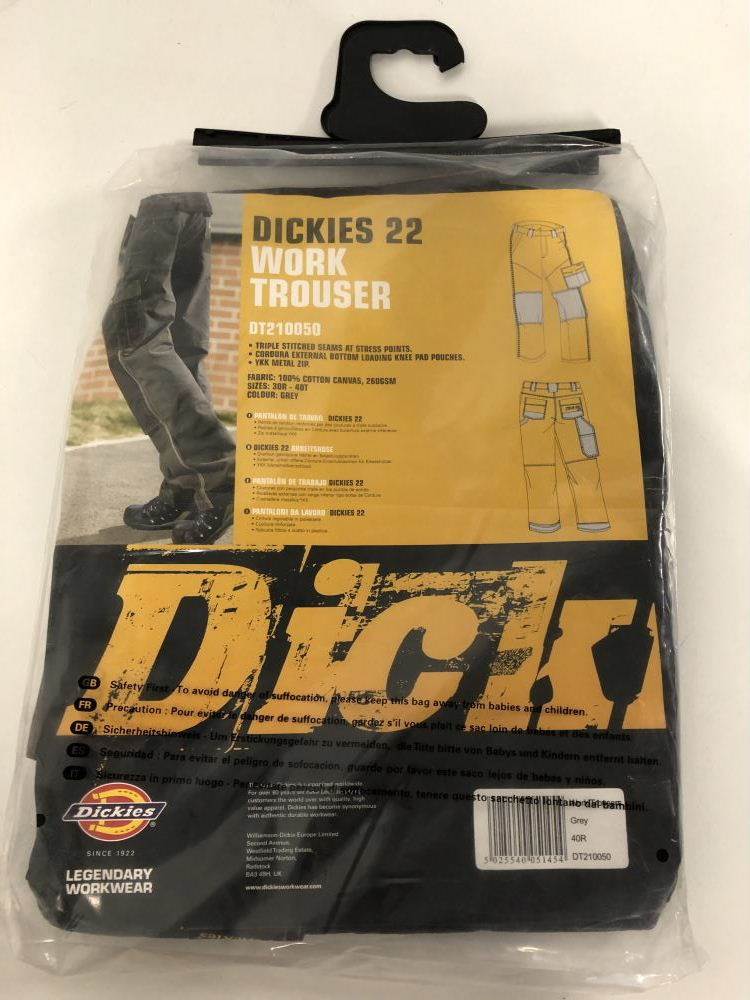 DICKIES 22
WORK
TROUSER
DT210050
• TRIPLE STITCHED SEAMS AT STRESS POINTS.
• CORDURA EXTERNAL BOTTOM LOADING KNEE PAD POUCHES.
• YKK METAL ZIP.
FABRIC: 100% COTTON CANVAS, 260GSM
SIZES: 30R - 40T
COLOUR: GREY
PANTALON DE TRAVAIL DICKIES 22
DICKIES 22 ARBEITSHOSE
PANTALÓN DE TRABAJO DICKIES 22
PANTALONI DA LAVORO DICKIES 22
Dick
GB Safety First - To avoid danger of suffocation, please keep this bag away from babies and children.
FR Precaution : Pour eviter le danger de suffocation, gardez s'il vous plait ce sac loin de bebes et des enfants
DE Sicherheitshinweis - Um Erstickungsgefahr zu vermeiden, die Tüte bitte von Babys und Kindern entfernt halten.
ES Seguridad : Para evitar el peligro de sofocacion, guarde por favor este saco lejos de bebes y niños.
IT Sicurezza in primo luogo - Per tenere questo sacchetto lontano dai bambini.
For over 90 years
customers the world over with quality, high
value apparel. Dickies has become synonymous
with authentic durable workwear.
Williamson-Dickie Europe Limited
Second Avenue,
Westfield Trading Estate,
Midsomer Norton,
Radstock
BA3 4BH, UK
www.dickiesworkwear.com
Dickies
SINCE 1922
LEGENDARY
WORKWEAR
Grey
40R
DT210050
5 025540 051454